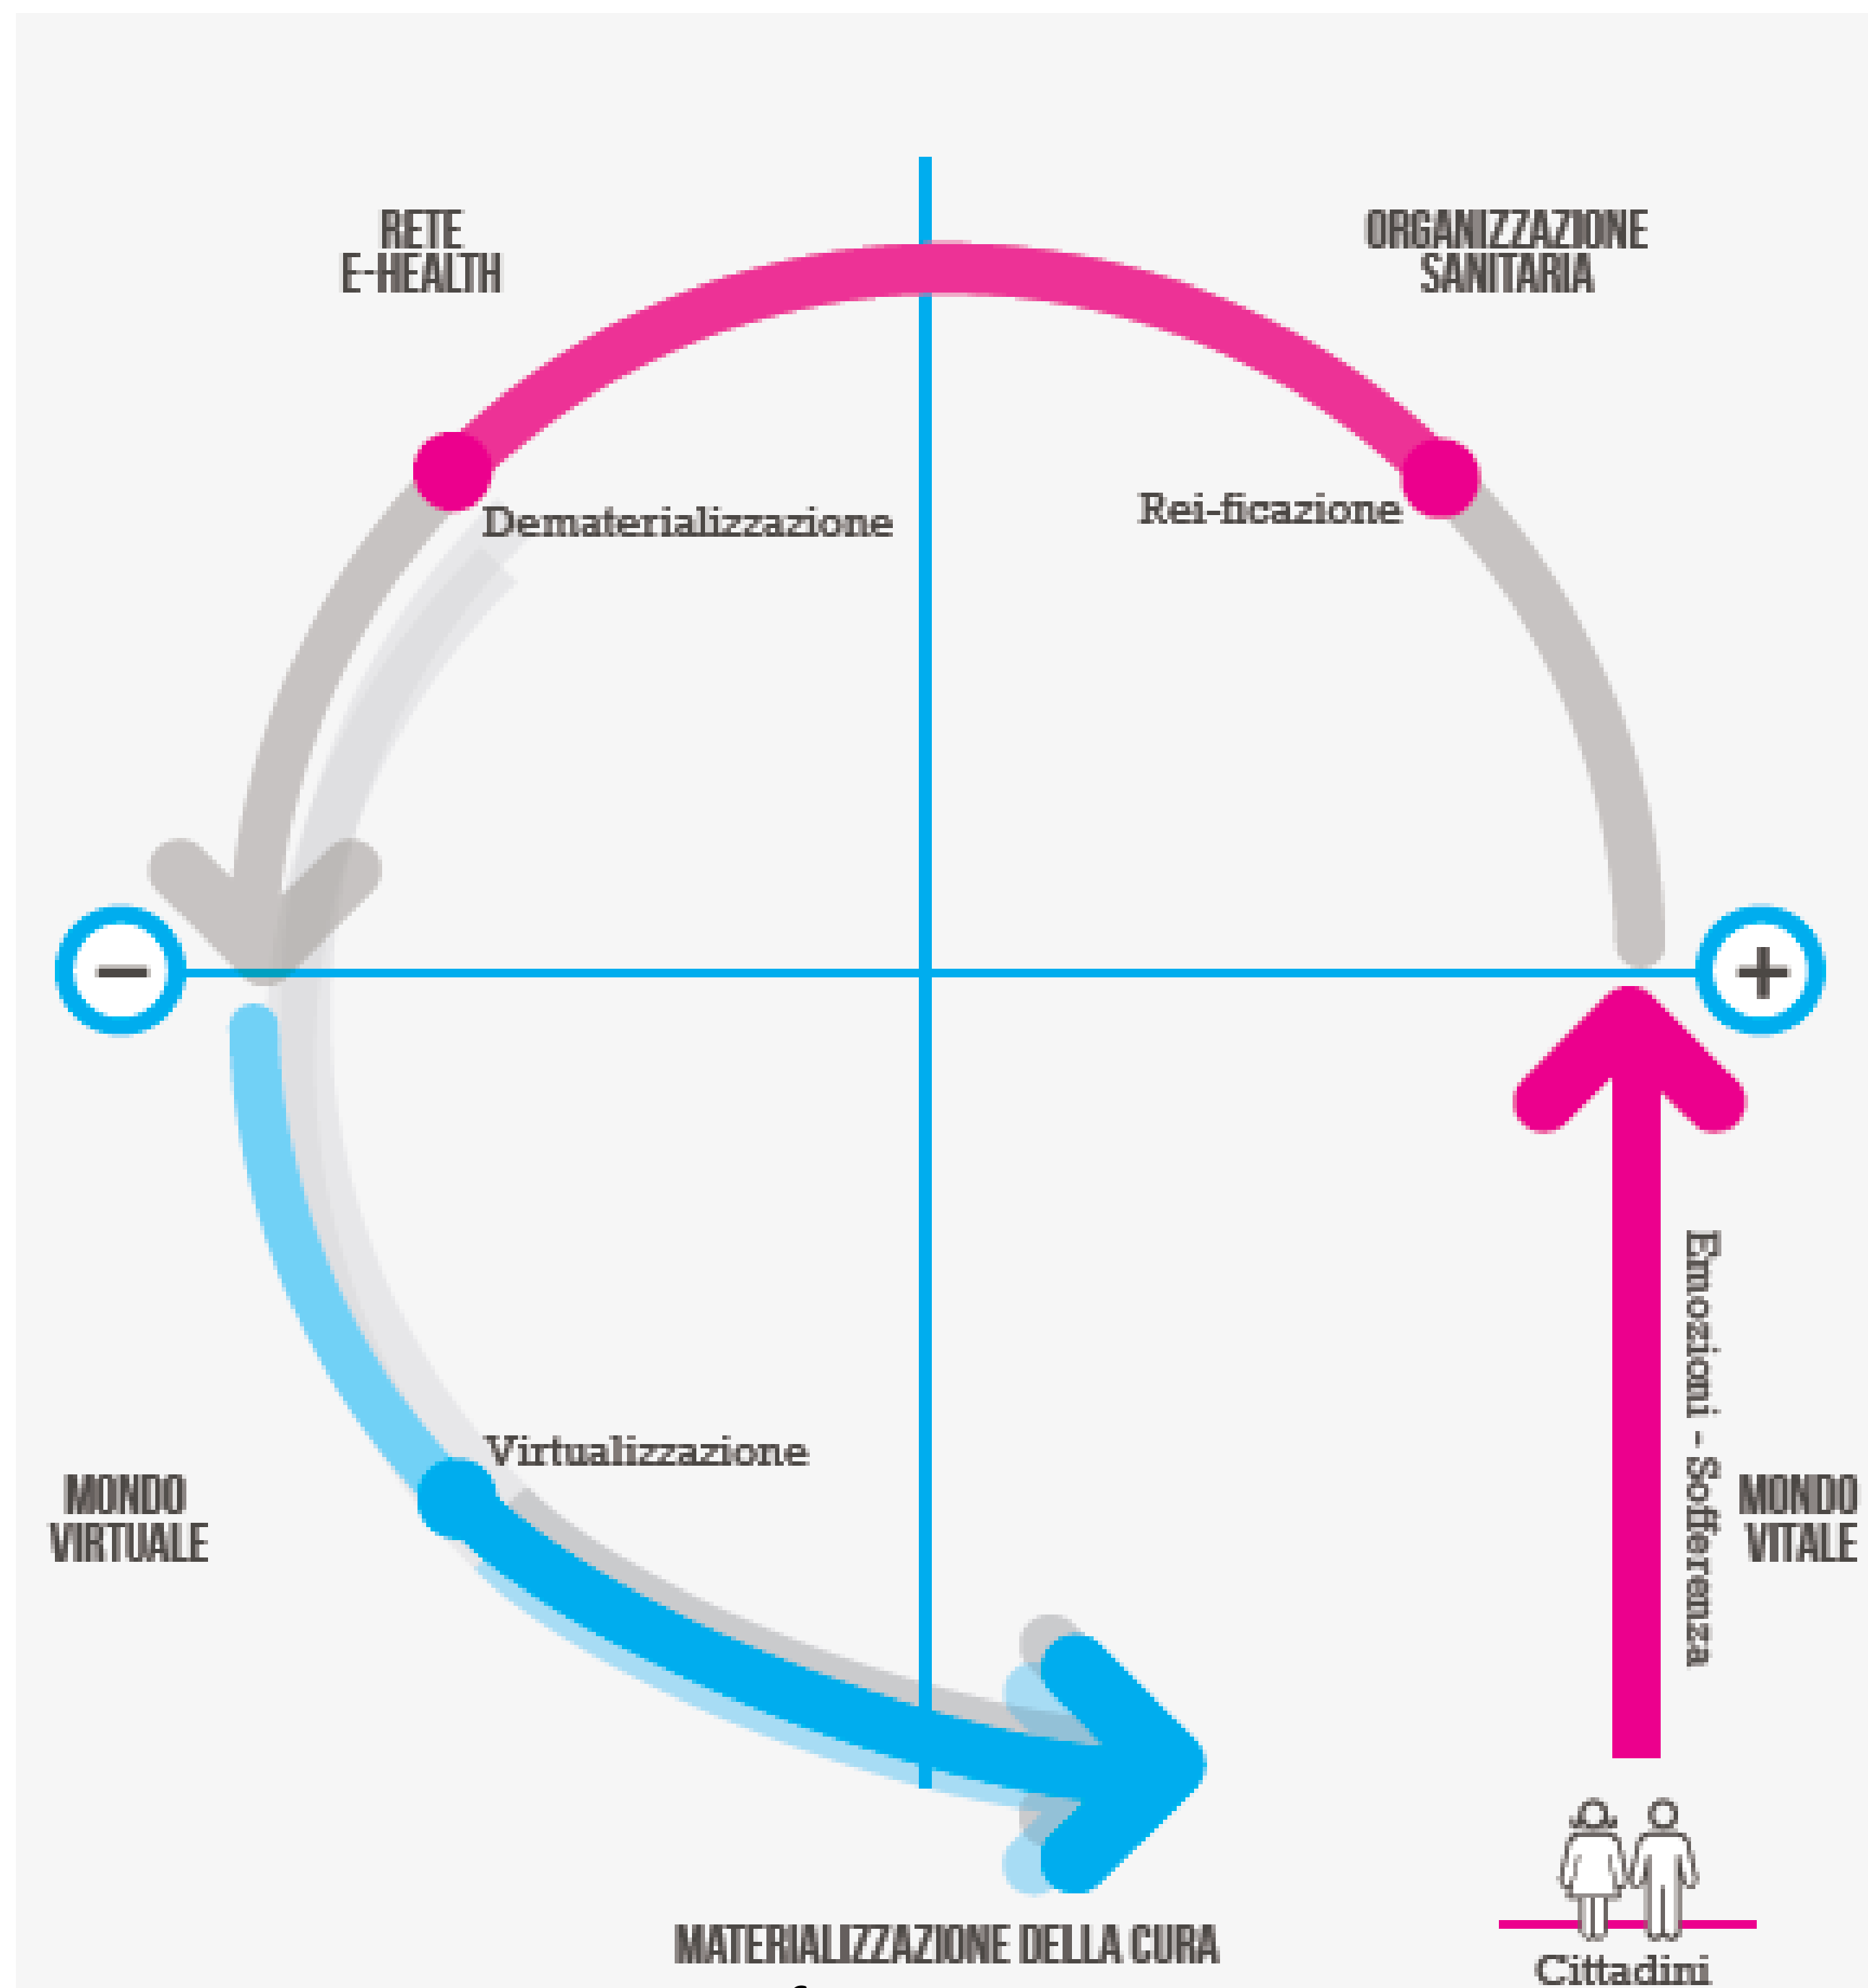 RETE
E-HEALTH
ORGANIZZAZIONE
SANITARIA
Dematerializzazione
Rei-ficazione
−
+
Emozioni - Sofferenza
Virtualizzazione
MONDO
VIRTUALE
MONDO
VITALE
MATERIALIZZAZIONE DELLA CURA
Cittadini